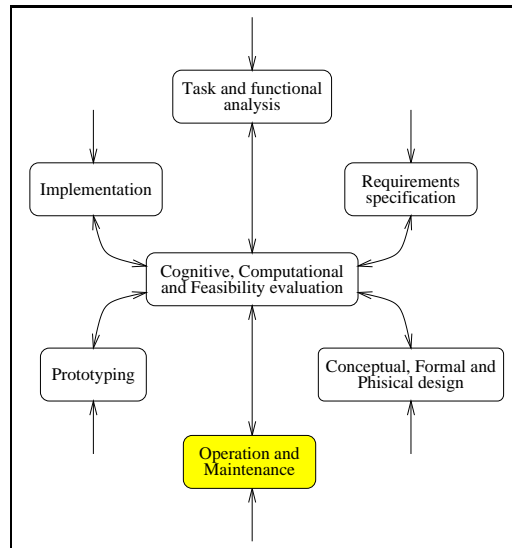 Task and functional
analysis
Implementation
Requirements
specification
Cognitive, Computational
and Feasibility evaluation
Prototyping
Conceptual, Formal and
Phisical design
Operation and
Maintenance